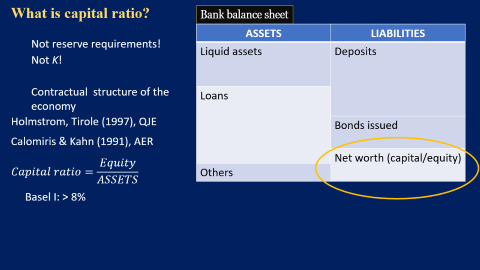 What is capital ratio?
Not reserve requirements!
Not K!
Contractual structure of the
economy
Holmstrom, Tirole (1997), QJE
Calomiris & Kahn (1991), AER
Capital ratio = Equity / ASSETS
Basel I: > 8%
Bank balance sheet
ASSETS LIABILITIES
Liquid assets Deposits
Loans
Bonds issued
Net worth (capital/equity)
Others